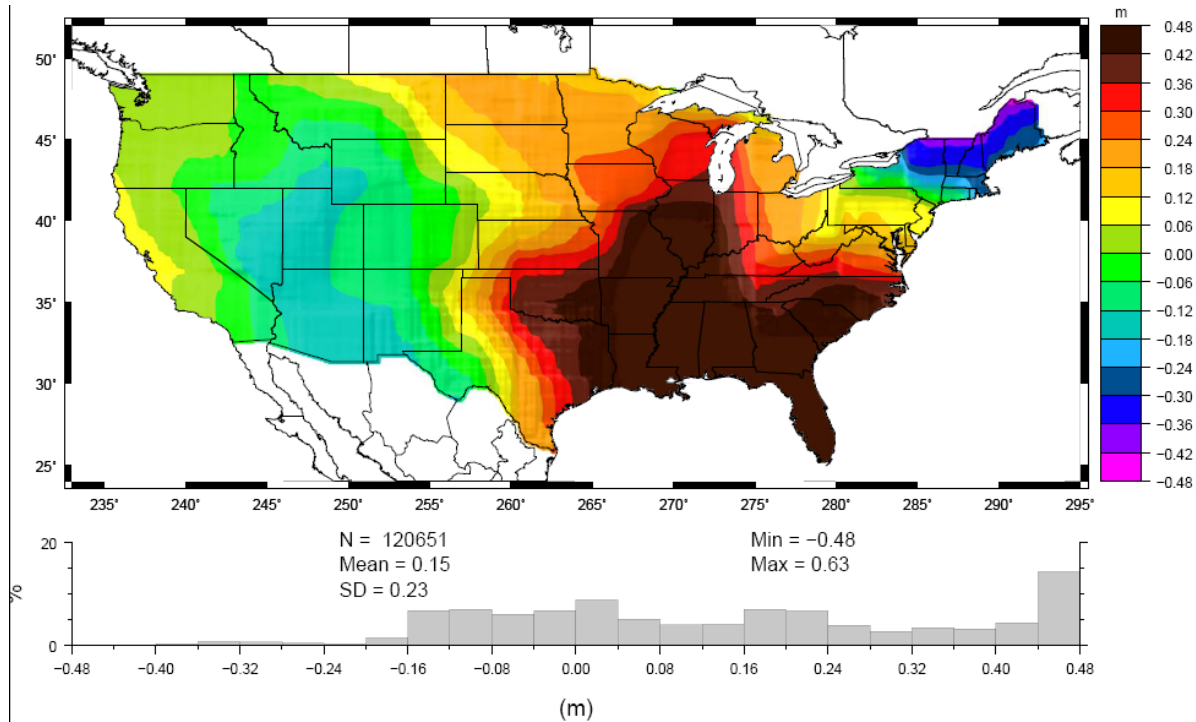 m
50'
45'
40'
35'
30'
25'
235' 240' 245' 250' 255' 260' 265' 270' 275' 280' 285' 290' 295'
0.48
0.42
0.36
0.30
0.24
0.18
0.12
0.06
0.00
−0.06
−0.12
−0.18
−0.24
−0.30
−0.36
−0.42
−0.48
N = 120651
Mean = 0.15
SD = 0.23
Min = −0.48
Max = 0.63
20
%
0
−0.48 −0.40 −0.32 −0.24 −0.16 −0.08 0.00 0.08 0.16 0.24 0.32 0.40 0.48
(m)